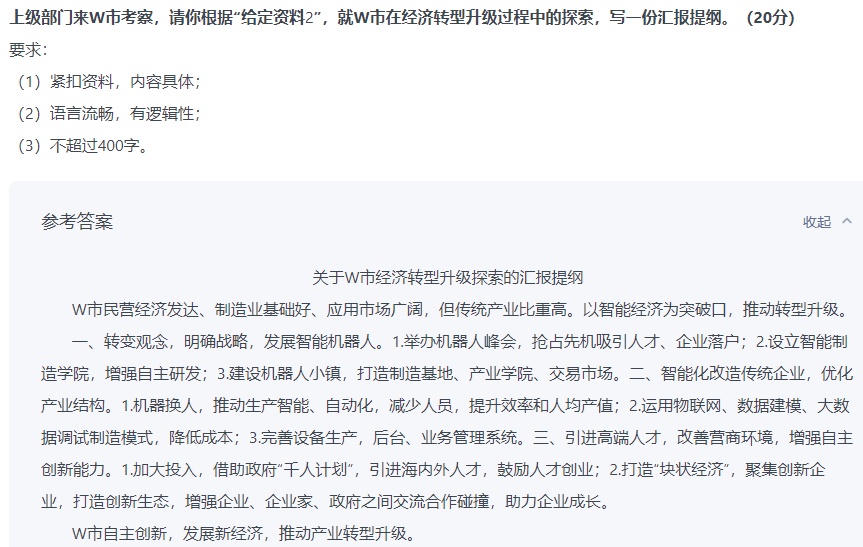 上级部门来W市考察，请你根据“给定资料2”，就W市在经济转型升级过程中的探索，写一份汇报提纲。（20分）
要求：
（1）紧扣资料，内容具体；
（2）语言流畅，有逻辑性；
（3）不超过400字。
参考答案
收起
关于W市经济转型升级探索的汇报提纲
W市民营经济发达、制造业基础好、应用市场广阔，但传统产业比重高。以智能经济为突破口，推动转型升级。
一、转变观念，明确战略，发展智能机器人。1.举办机器人峰会，抢占先机吸引人才、企业落户；2.设立智能制
造学院，增强自主研发；3.建设机器人小镇，打造制造基地、产业学院、交易市场。二、智能化改造传统企业，优化
产业结构。1.机器换人，推动生产智能、自动化，减少人员，提升效率和人均产值；2.运用物联网、数据建模、大数
据调试制造模式，降低成本；3.完善设备生产，后台、业务管理系统。三、引进高端人才，改善营商环境，增强自主
创新能力。1.加大投入，借助政府“千人计划”，引进海内外人才，鼓励人才创业；2.打造“块状经济”，聚集创新企
业，打造创新生态，增强企业、企业家、政府之间交流合作碰撞，助力企业成长。
W市自主创新，发展新经济，推动产业转型升级。